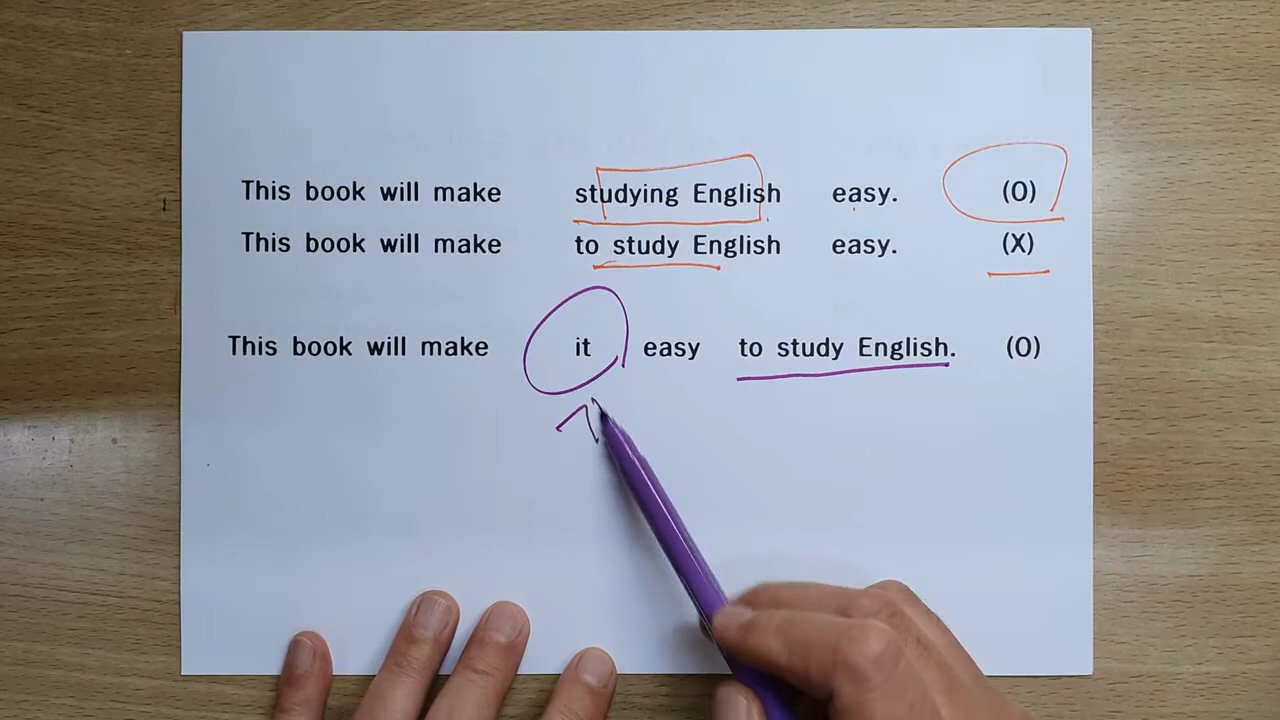 This book will make studying English easy. (O)
This book will make to study English easy. (X)
This book will make it easy to study English. (O)